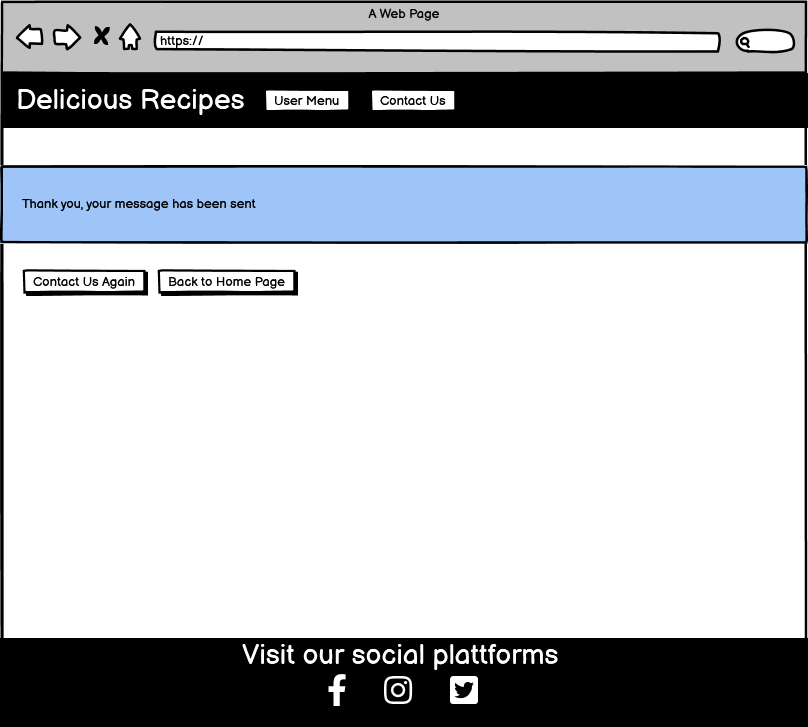 A Web Page
https://
Delicious Recipes
User Menu
Contact Us
Thank you, your message has been sent
Contact Us Again
Back to Home Page
Visit our social plattforms